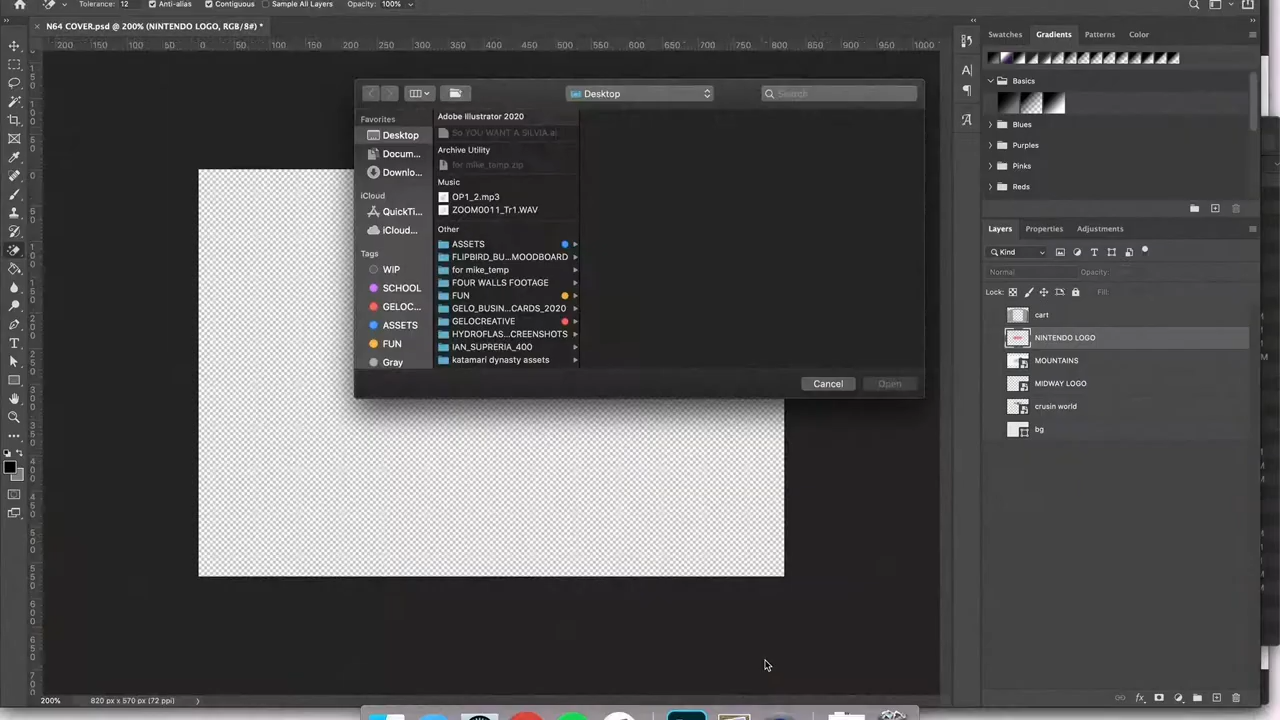 Tolerance: 12 Anti-alias Contiguous Sample All Layers Opacity: 100%
N64 COVER.psd @ 200% (NINTENDO LOGO, RGB/8#) *
200 150 100 50 0 50 100 150 200 250 300 350 400 450 500 550 600 650 700 750 800 850 900 950 1000
Swatches Gradients Patterns Color
Basics
Blues
Purples
Pinks
Reds
Desktop
Search
Favorites
Desktop
Docum...
Downlo...
iCloud
QuickTi...
iCloud...
Tags
WIP
SCHOOL
GELOC...
ASSETS
FUN
Gray
Adobe Illustrator 2020
So YOU WANT A SILVIA.ai
Archive Utility
for mike_temp.zip
Music
OP1_2.mp3
ZOOM0011_Tr1.WAV
Other
ASSETS
FLIPBIRD_BU...MOODBOARD
for mike_temp
FOUR WALLS FOOTAGE
FUN
GELO_BUSIN...CARDS_2020
GELOCREATIVE
HYDROFLAS...CREENSHOTS
IAN_SUPRERIA_400
katamari dynasty assets
Cancel Open
Layers Properties Adjustments
Kind
Normal Opacity:
Lock: Fill:
cart
NINTENDO LOGO
MOUNTAINS
MIDWAY LOGO
crusin world
bg
200% 820 px x 570 px (72 ppi)